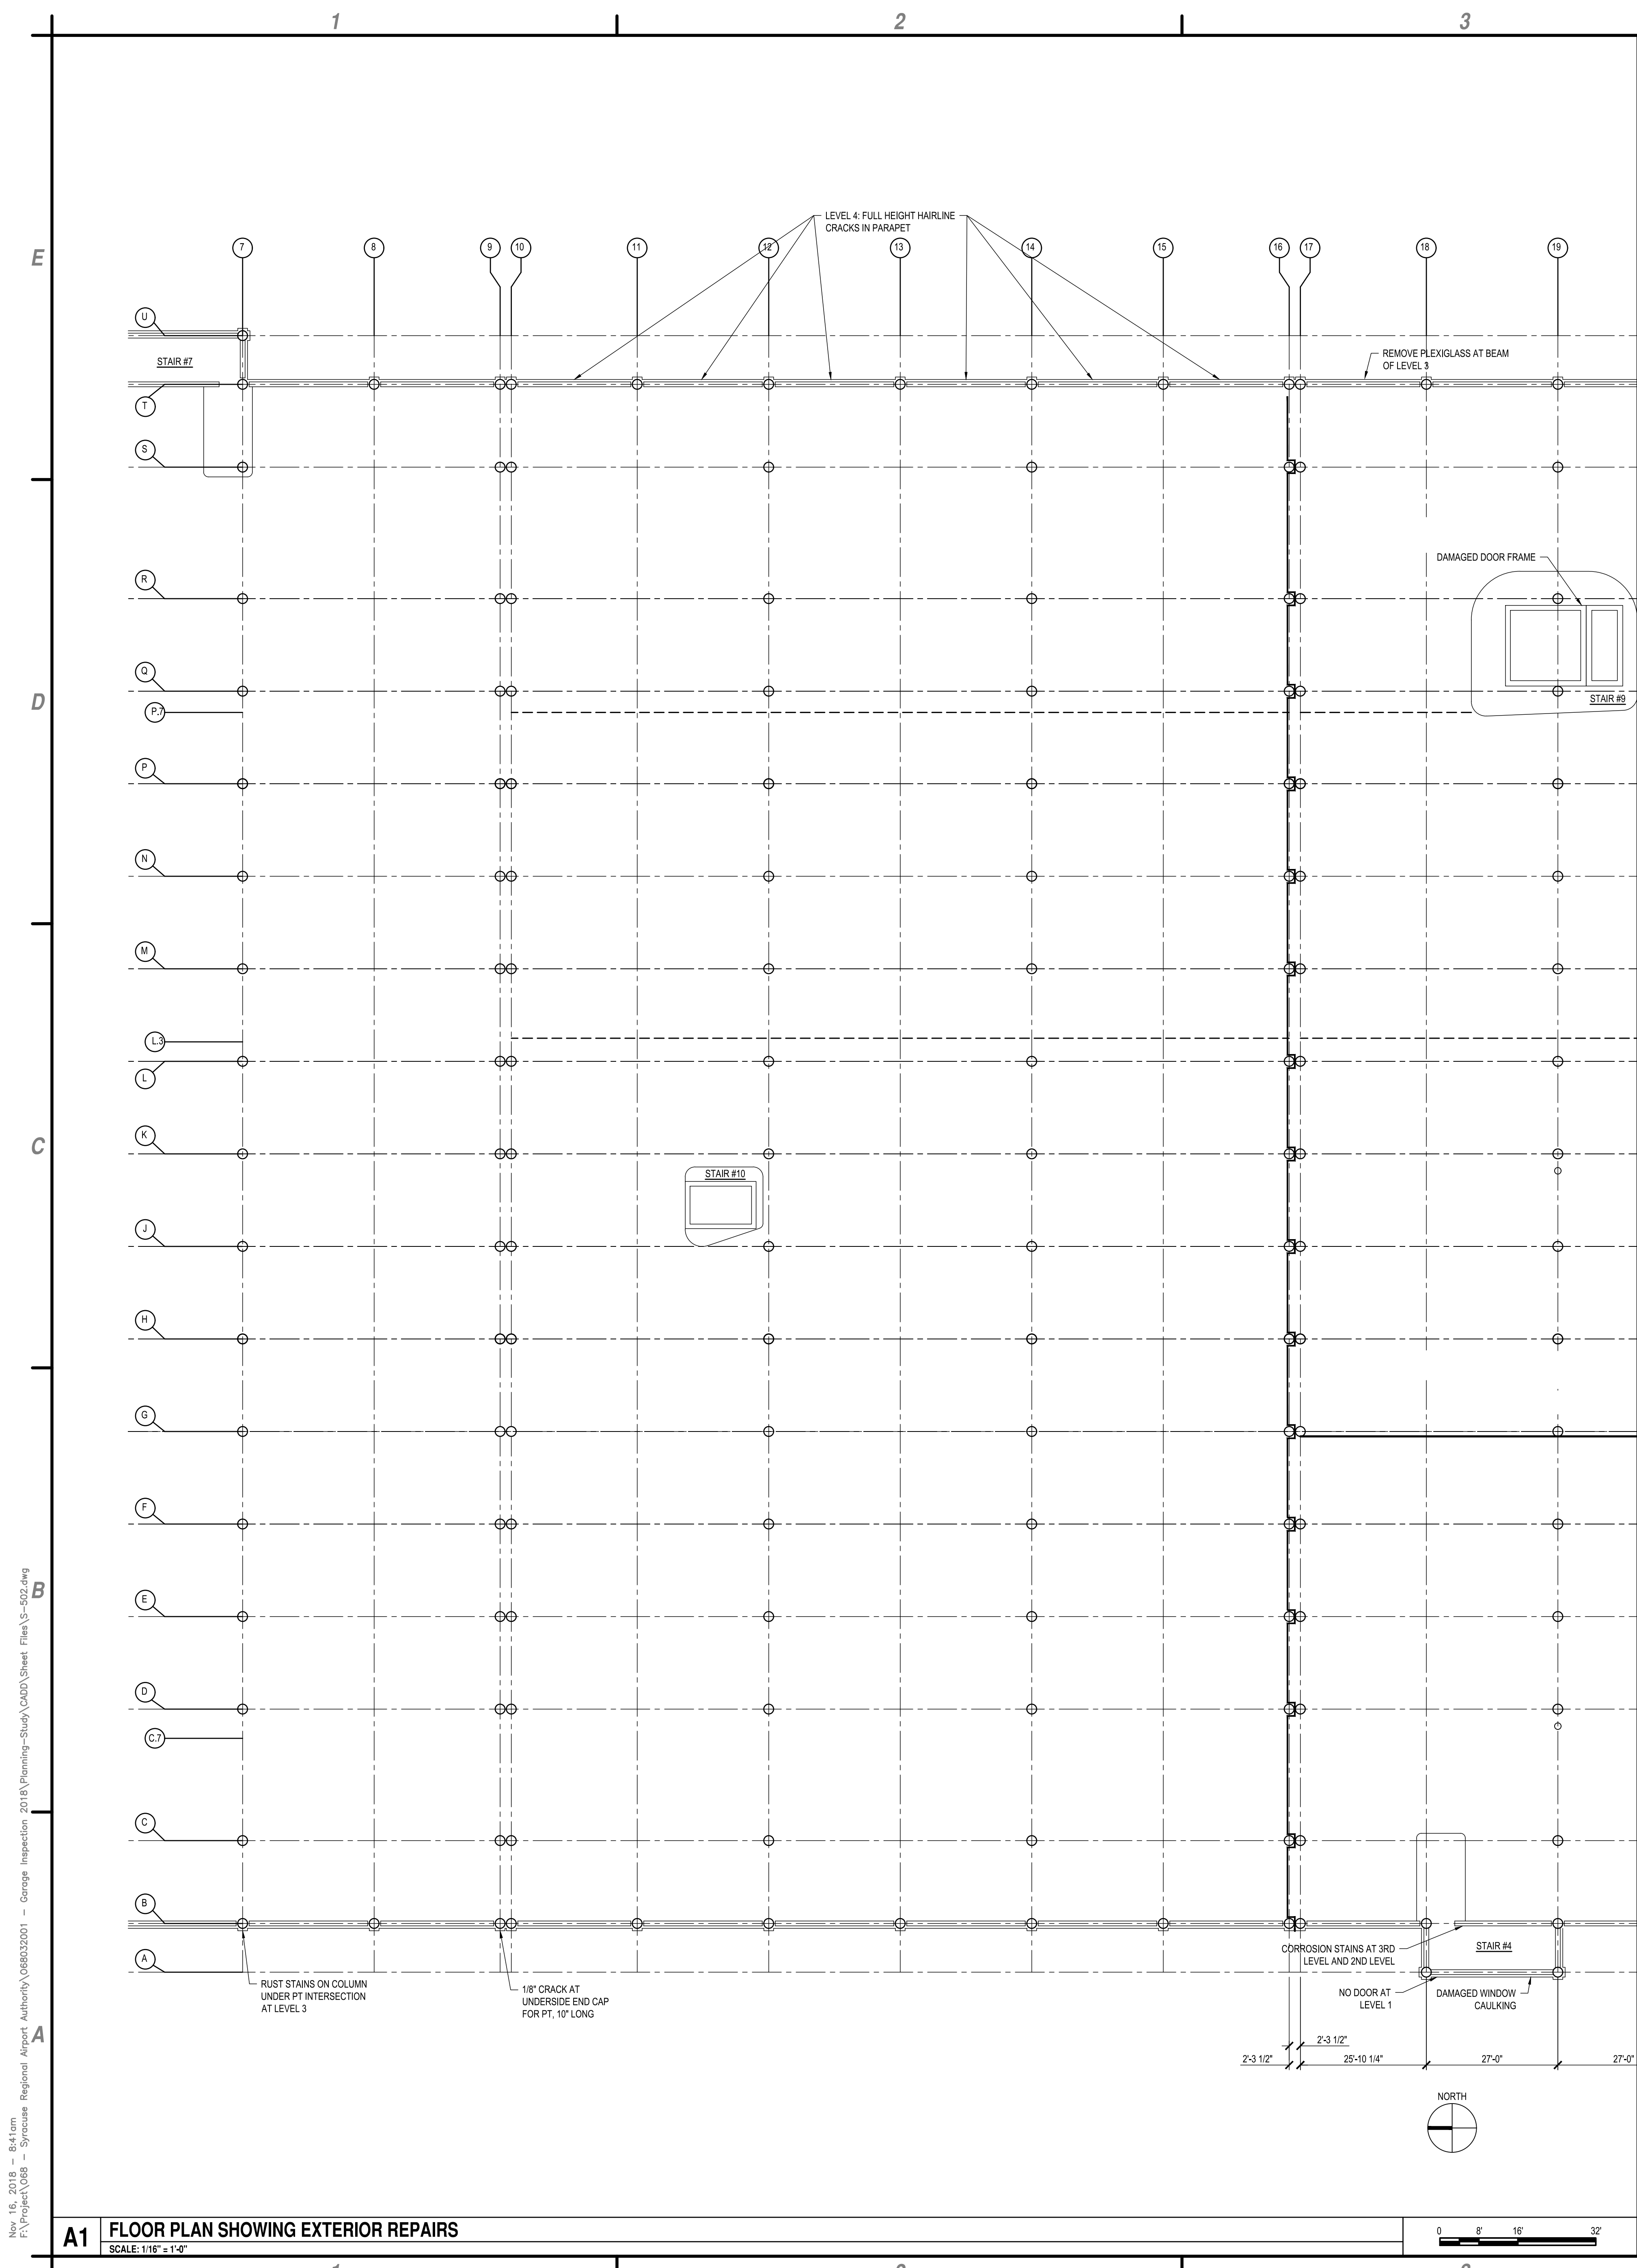 1
2
3
LEVEL 4: FULL HEIGHT HAIRLINE
CRACKS IN PARAPET
E
7
8
9
10
11
12
13
14
15
16
17
18
19
U
STAIR #7
REMOVE PLEXIGLASS AT BEAM
OF LEVEL 3
T
S
DAMAGED DOOR FRAME
R
Q
STAIR #9
D
P.7
P
N
M
L.3
L
K
C
STAIR #10
J
H
G
F
E
B
D
C.7
C
B
CORROSION STAINS AT 3RD
LEVEL AND 2ND LEVEL
STAIR #4
A
RUST STAINS ON COLUMN
UNDER PT INTERSECTION
AT LEVEL 3
1/8" CRACK AT
UNDERSIDE END CAP
FOR PT, 10" LONG
NO DOOR AT
LEVEL 1
DAMAGED WINDOW
CAULKING
A
2'-3 1/2"
2'-3 1/2"
25'-10 1/4"
27'-0"
27'-0"
NORTH
Nov 16, 2018 - 8:41am
F:\Project\068 - Syracuse Regional Airport Authority\068032001 - Garage Inspection 2018\Planning-Study\CADD\Sheet Files\S-502.dwg
A1
FLOOR PLAN SHOWING EXTERIOR REPAIRS
SCALE: 1/16" = 1'-0"
0 8' 16' 32'